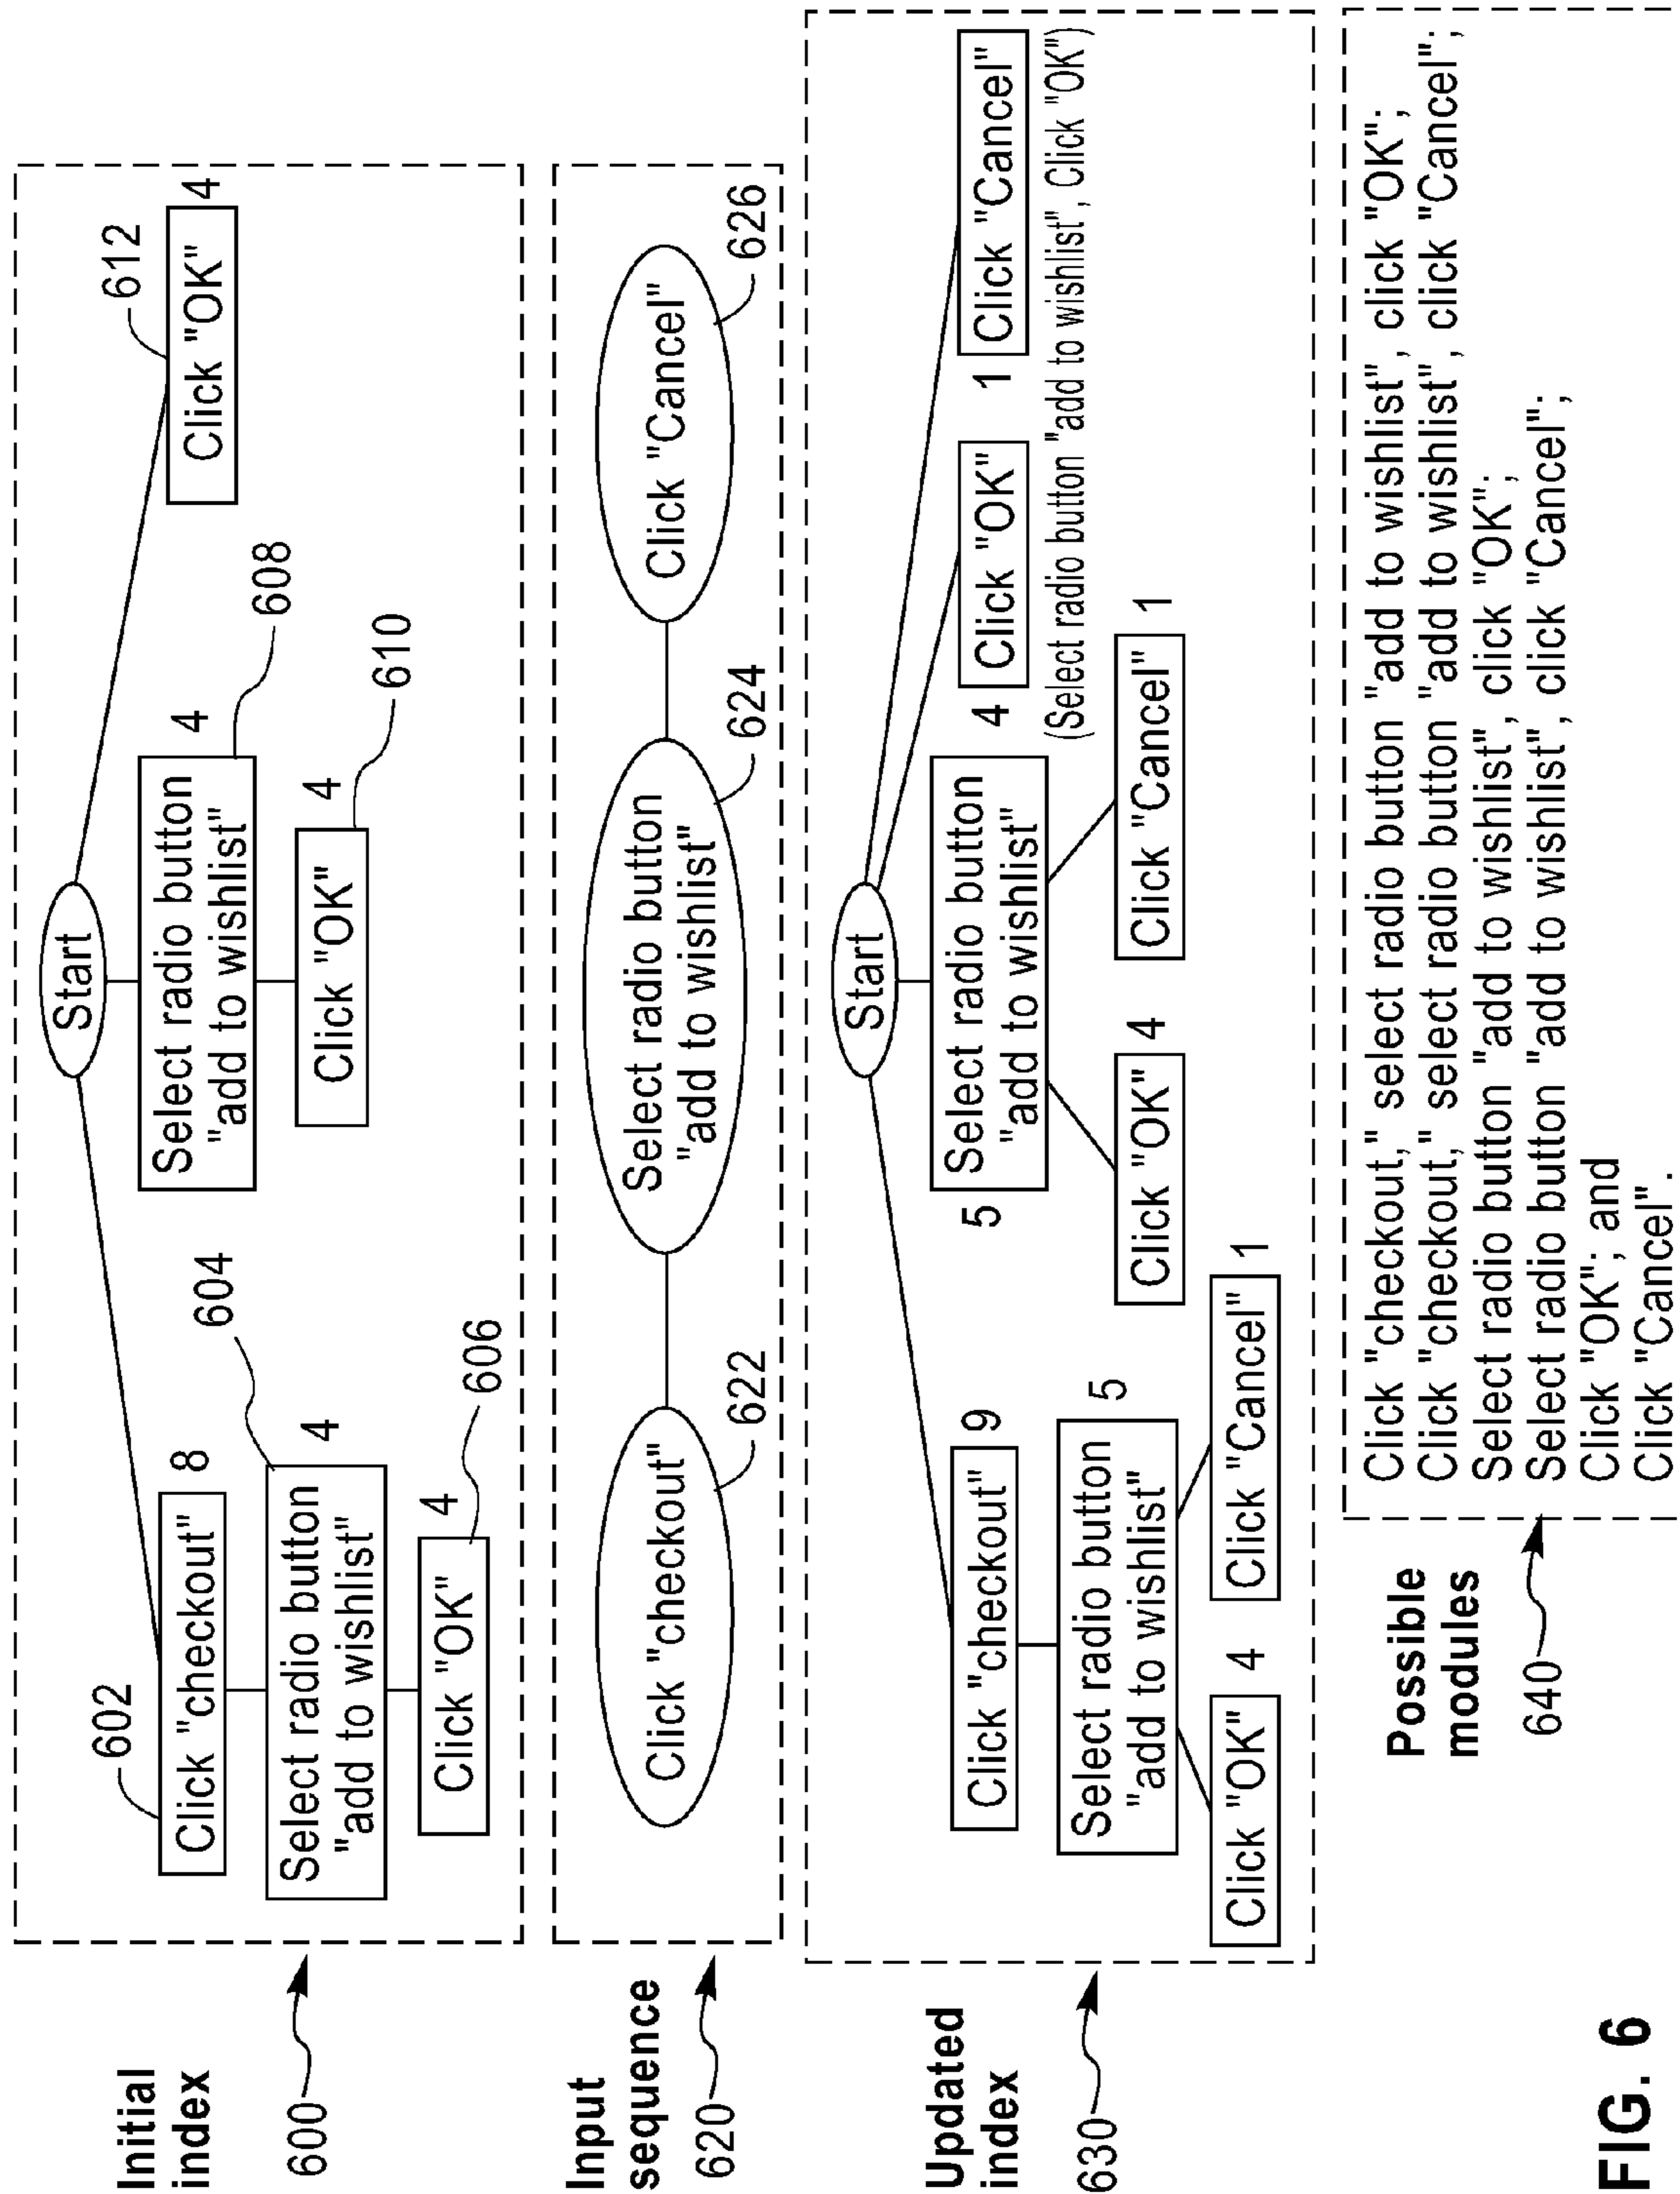 Initial
index
600
Start
602
Click "checkout"
8
604
Select radio button
"add to wishlist"
4
606
Click "OK"
4
Select radio button
"add to wishlist"
4
608
Click "OK"
4
610
612
Click "OK"
4
Input
sequence
620
Click "checkout"
622
Select radio button
"add to wishlist"
624
Click "Cancel"
626
Updated
index
630
Start
Click "checkout"
9
Select radio button
"add to wishlist"
5
Click "OK"
4
Click "Cancel"
1
5
Select radio button
"add to wishlist"
Click "OK"
4
Click "Cancel"
1
4
Click "OK"
1
Click "Cancel"
(Select radio button "add to wishlist", Click "OK")
Possible
modules
640
Click "checkout," select radio button "add to wishlist", click "OK";
Click "checkout," select radio button "add to wishlist", click "Cancel";
Select radio button "add to wishlist", click "OK";
Select radio button "add to wishlist", click "Cancel";
Click "OK"; and
Click "Cancel".
FIG. 6